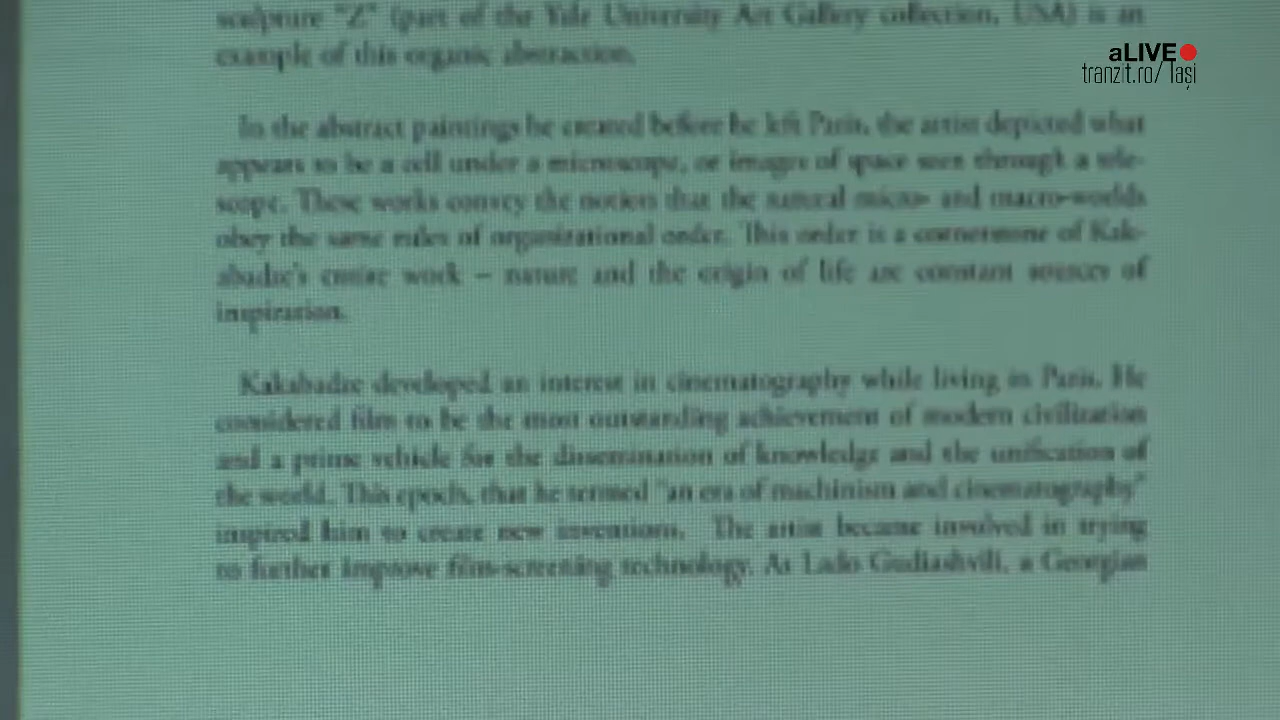 sculpture "Z" (part of the Yale University Art Gallery collection, USA) is an
example of this organic abstraction.
In the abstract paintings he created before he left Paris, the artist depicted what
appears to be a cell under a microscope, or images of space seen through a tele-
scope. These works convey the notion that the natural micro- and macro-worlds
obey the same rules of organizational order. This order is a cornerstone of Kak-
abadze's entire work – nature and the origin of life are constant sources of
inspiration.
Kakabadze developed an interest in cinematography while living in Paris. He
considered film to be the most outstanding achievement of modern civilization
and a prime vehicle for the dissemination of knowledge and the unification of
the world. This epoch, that he termed "an era of machinism and cinematography"
inspired him to create new inventions. The artist became involved in trying
to further improve film-screening technology. As Lado Gudiashvili, a Georgian
aLIVE
tranzit.ro/ Iași